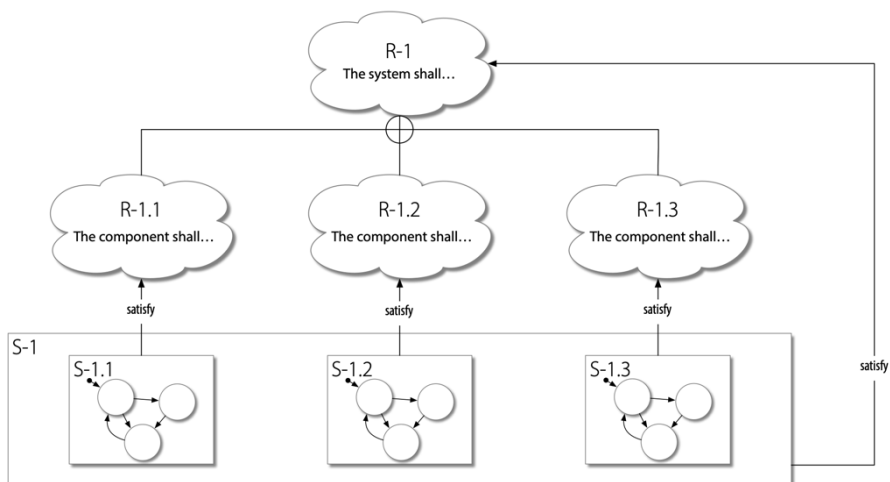 R-1
The system shall...
R-1.1
The component shall...
R-1.2
The component shall...
R-1.3
The component shall...
satisfy
satisfy
satisfy
S-1
S-1.1
S-1.2
S-1.3
satisfy